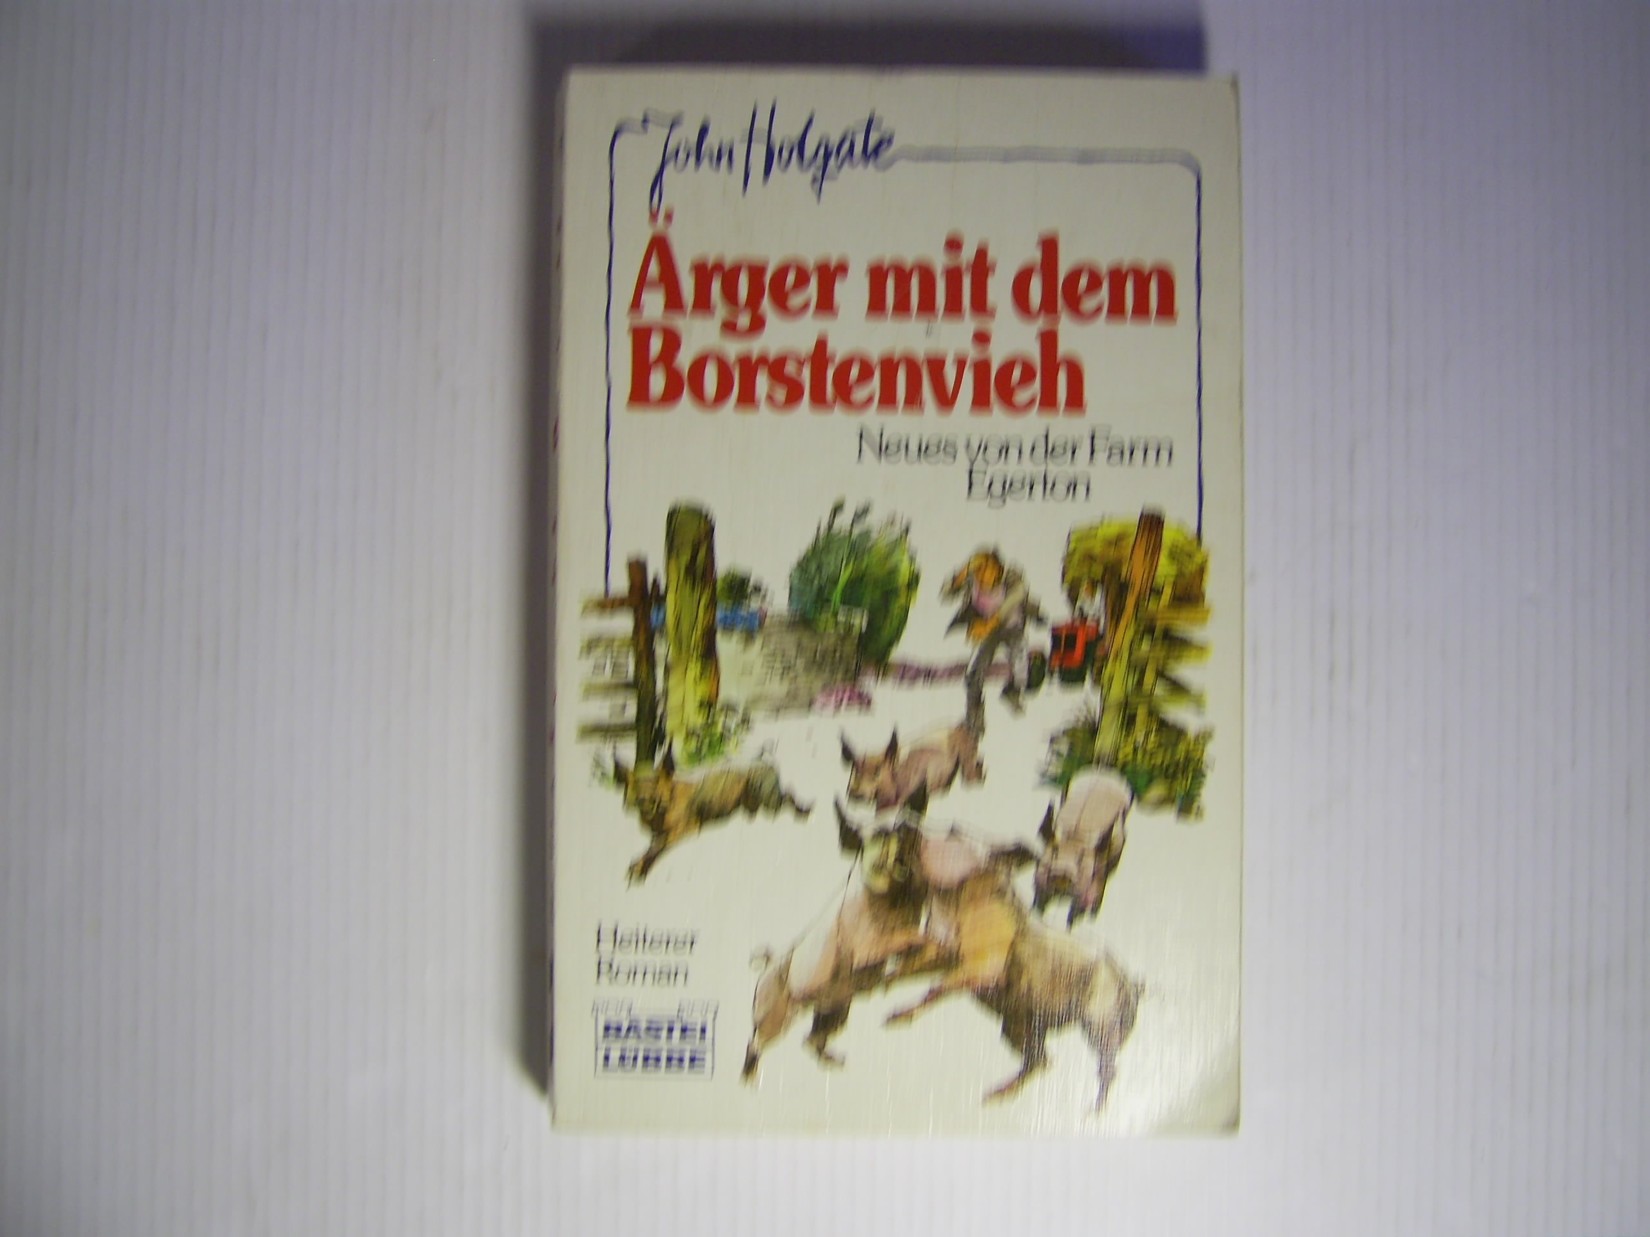 John Holgate
Ärger mit dem
Borstenvieh
Neues von der Farm
Egerton
Heiterer
Roman
BASTEI
LÜBBE